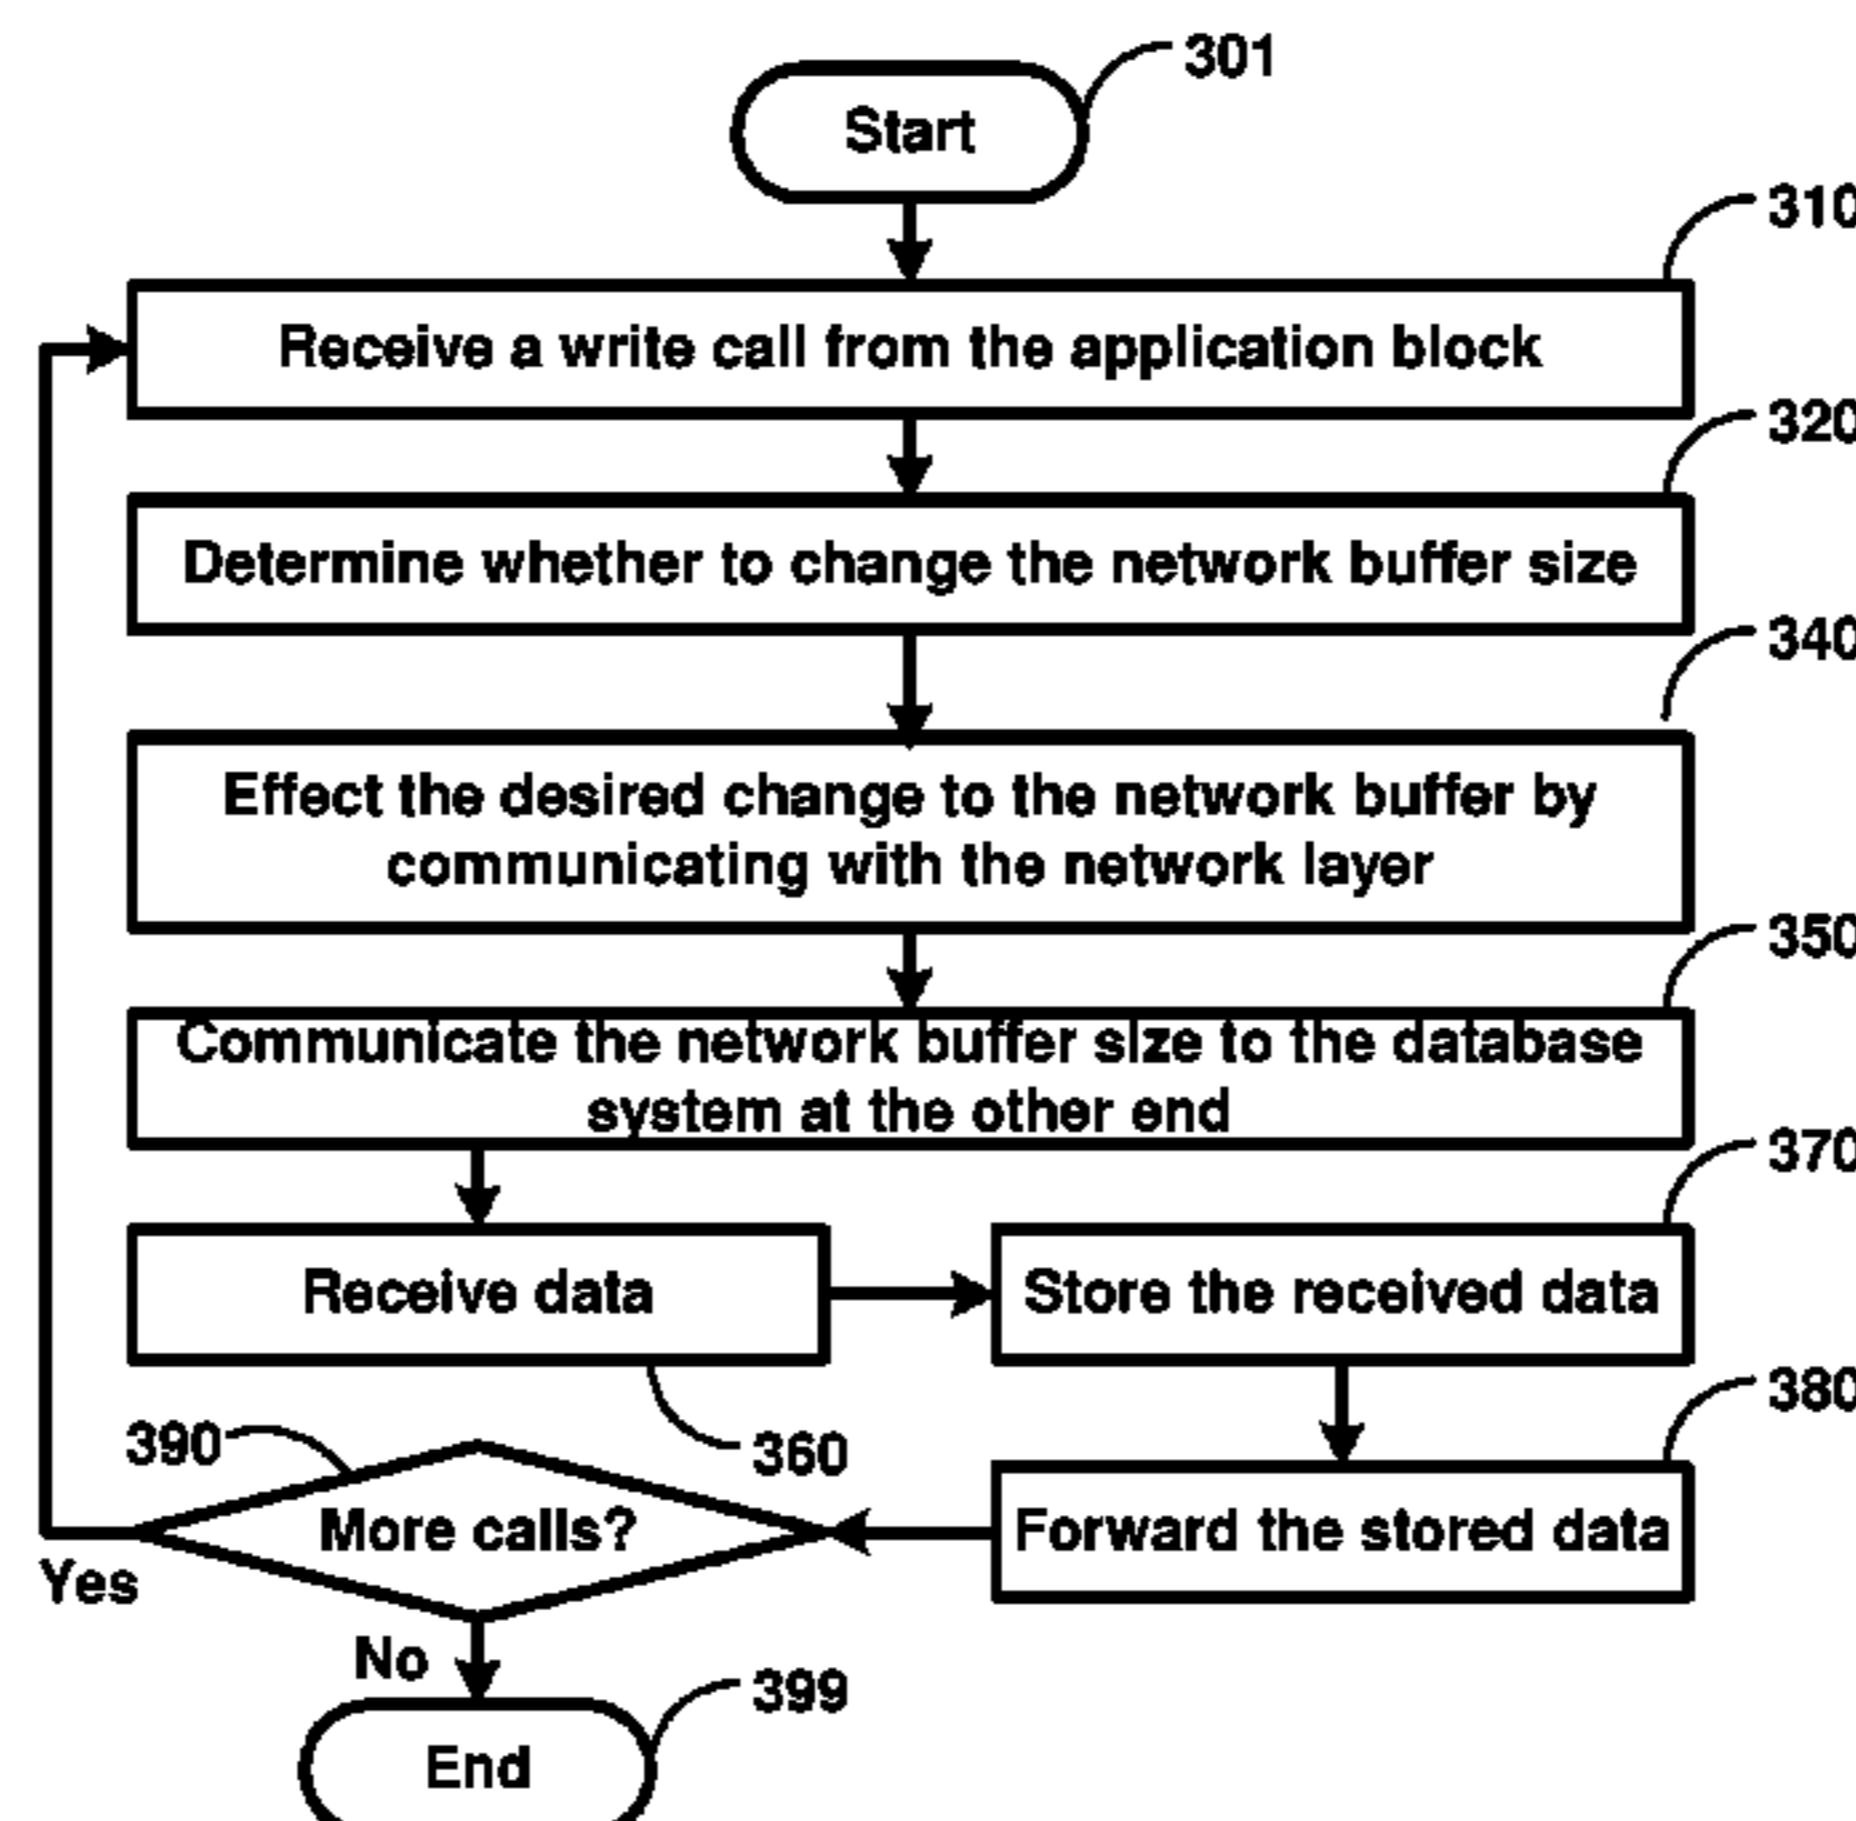 301
Start
310
Receive a write call from the application block
320
Determine whether to change the network buffer size
340
Effect the desired change to the network buffer by
communicating with the network layer
350
Communicate the network buffer size to the database
system at the other end
370
Receive data
Store the received data
360
380
390
More calls?
Forward the stored data
Yes
No
399
End